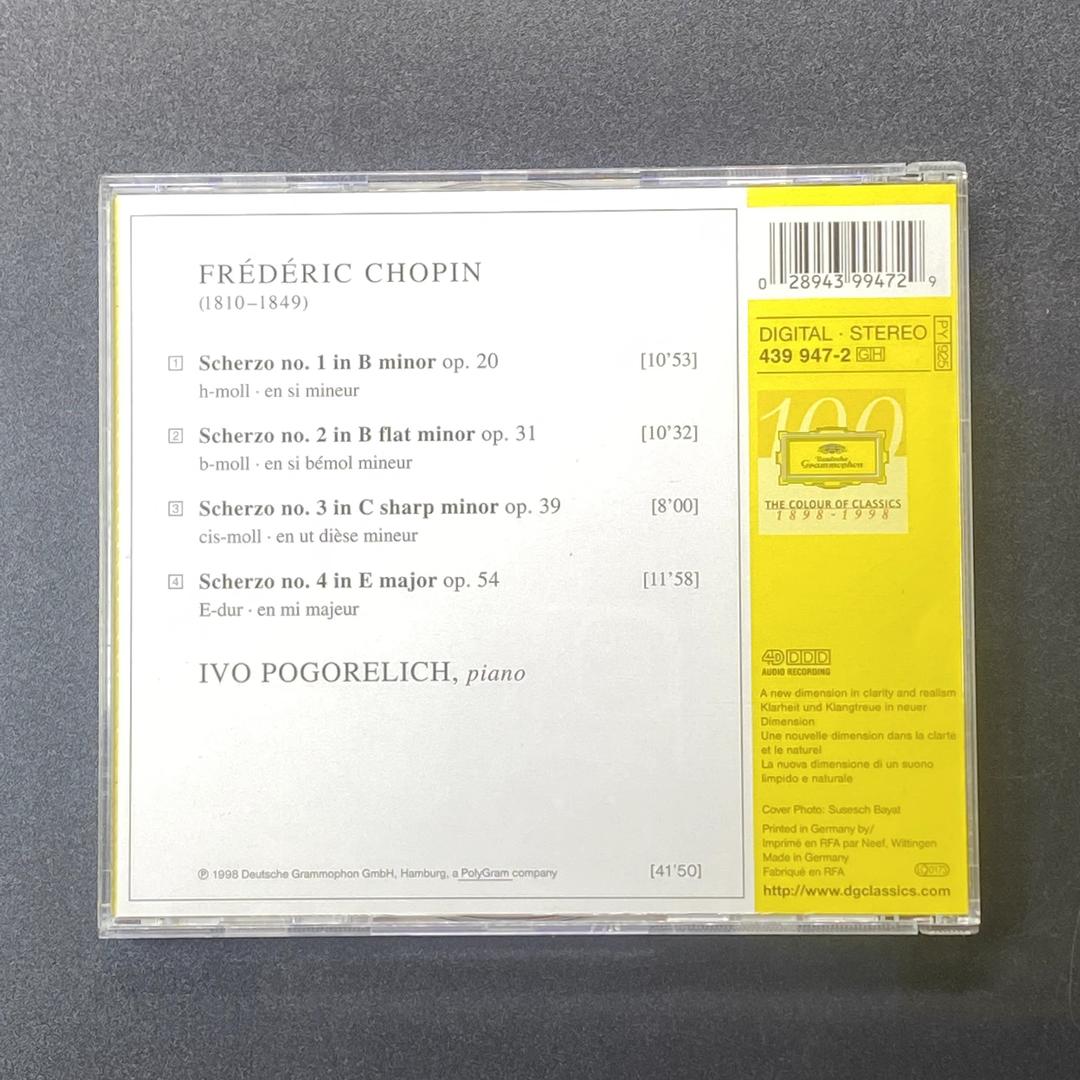 FRÉDÉRIC CHOPIN
(1810–1849)
1 Scherzo no. 1 in B minor op. 20 [10'53]
h-moll · en si mineur
2 Scherzo no. 2 in B flat minor op. 31 [10'32]
b-moll · en si bémol mineur
3 Scherzo no. 3 in C sharp minor op. 39 [8'00]
cis-moll · en ut dièse mineur
4 Scherzo no. 4 in E major op. 54 [11'58]
E-dur · en mi majeur
IVO POGORELICH, piano
℗ 1998 Deutsche Grammophon GmbH, Hamburg, a PolyGram company [41'50]
0 28943 99472 9
DIGITAL · STEREO
439 947-2 GH
PY 925
100
Deutsche
Grammophon
THE COLOUR OF CLASSICS
1898-1998
4D DDD
AUDIO RECORDING
A new dimension in clarity and realism
Klarheit und Klangtreue in neuer
Dimension
Une nouvelle dimension dans la clarté
et le naturel
La nuova dimensione di un suono
limpido e naturale
Cover Photo: Susesch Bayat
Printed in Germany by/
Imprimé en RFA par Neef, Wittingen
Made in Germany
Fabriqué en RFA
http://www.dgclassics.com